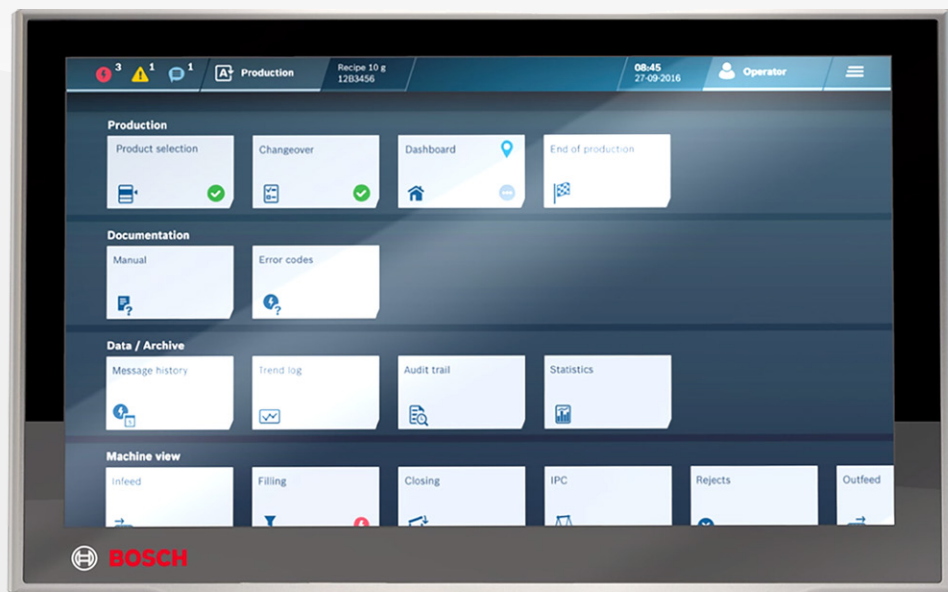 3 1 1 A Production Recipe 10 g 08:45 Operator
12B3456 27-09-2016
Production
Product selection Changeover Dashboard End of production
Documentation
Manual Error codes
? ?
Data / Archive
Message history Trend log Audit trail Statistics
Machine view
Infeed Filling Closing IPC Rejects Outfeed
BOSCH